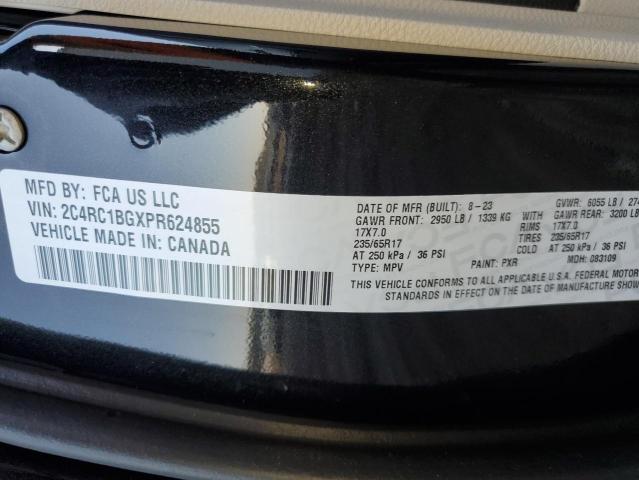 MFD BY: FCA US LLC
VIN: 2C4RC1BGXPR624855
VEHICLE MADE IN: CANADA
DATE OF MFR (BUILT): 8-23 GVWR: 6055 LB / 274
GAWR FRONT: 2950 LB / 1339 KG GAWR REAR: 3200 LB
17X7.0 RIMS 17X7.0
235/65R17 TIRES 235/65R17
AT 250 kPa / 36 PSI COLD AT 250 kPa / 36 PSI
TYPE: MPV PAINT: PXR MDH: 083109
VEHICLE CONFORMS TO ALL APPLICABLE U.S.A. FEDERAL MOTOR
STANDARDS IN EFFECT ON THE DATE OF MANUFACTURE SHOW